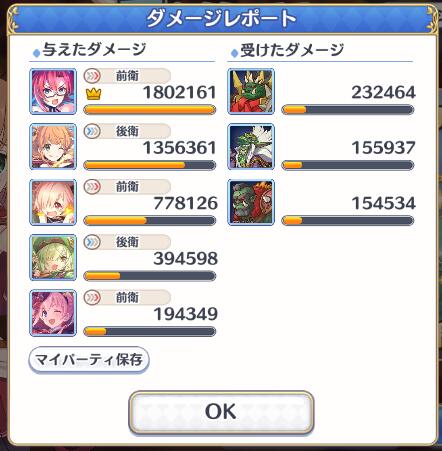 ダメージレポート
与えたダメージ
受けたダメージ
前衛
1802161
232464
後衛
1356361
155937
前衛
778126
154534
後衛
394598
前衛
194349
マイパーティ保存
OK